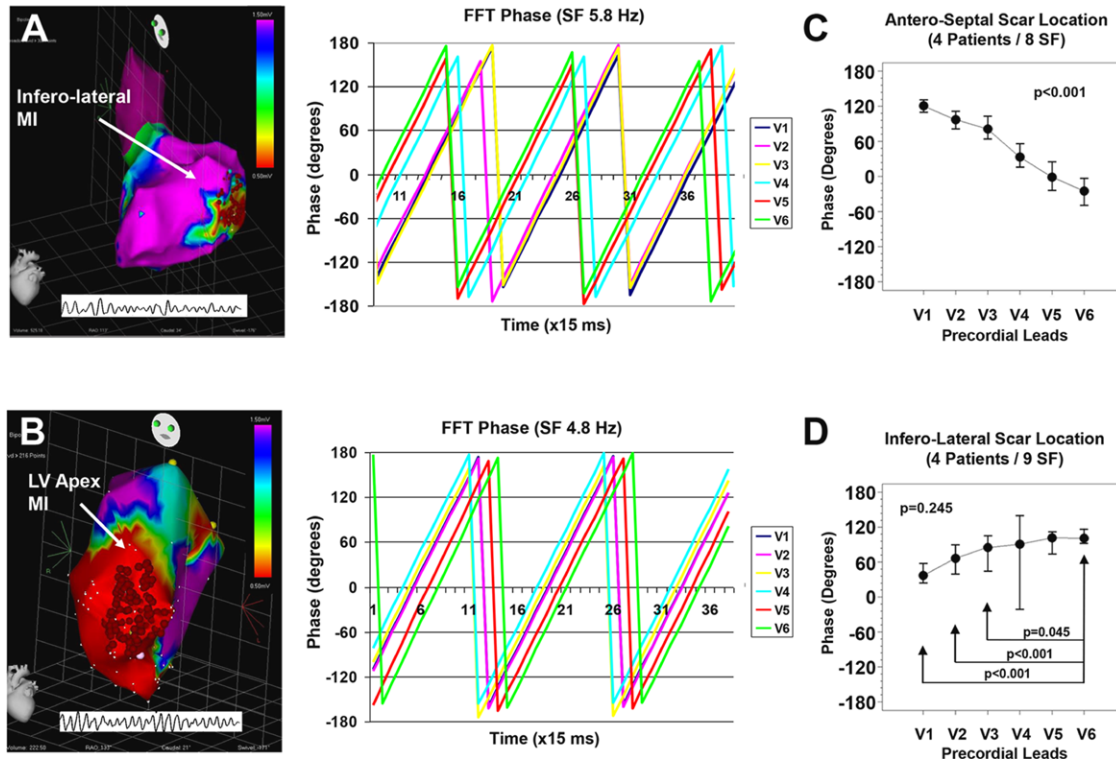 A
1.50mV
Infero-lateral
MI
0.50mV
FFT Phase (SF 5.8 Hz)
Phase (degrees)
180
120
60
0
-60
-120
-180
11
16
21
26
31
36
Time (x15 ms)
V1
V2
V3
V4
V5
V6
C
Antero-Septal Scar Location
(4 Patients / 8 SF)
p<0.001
Phase (Degrees)
180
120
60
0
-60
-120
V1 V2 V3 V4 V5 V6
Precordial Leads
B
1.50mV
LV Apex
MI
0.50mV
FFT Phase (SF 4.8 Hz)
Phase (degrees)
180
120
60
0
-60
-120
-180
1
6
11
16
21
26
31
36
Time (x15 ms)
V1
V2
V3
V4
V5
V6
D
Infero-Lateral Scar Location
(4 Patients / 9 SF)
p=0.245
Phase (Degrees)
180
120
60
0
-60
-120
-180
p=0.045
p<0.001
p<0.001
V1 V2 V3 V4 V5 V6
Precordial Leads